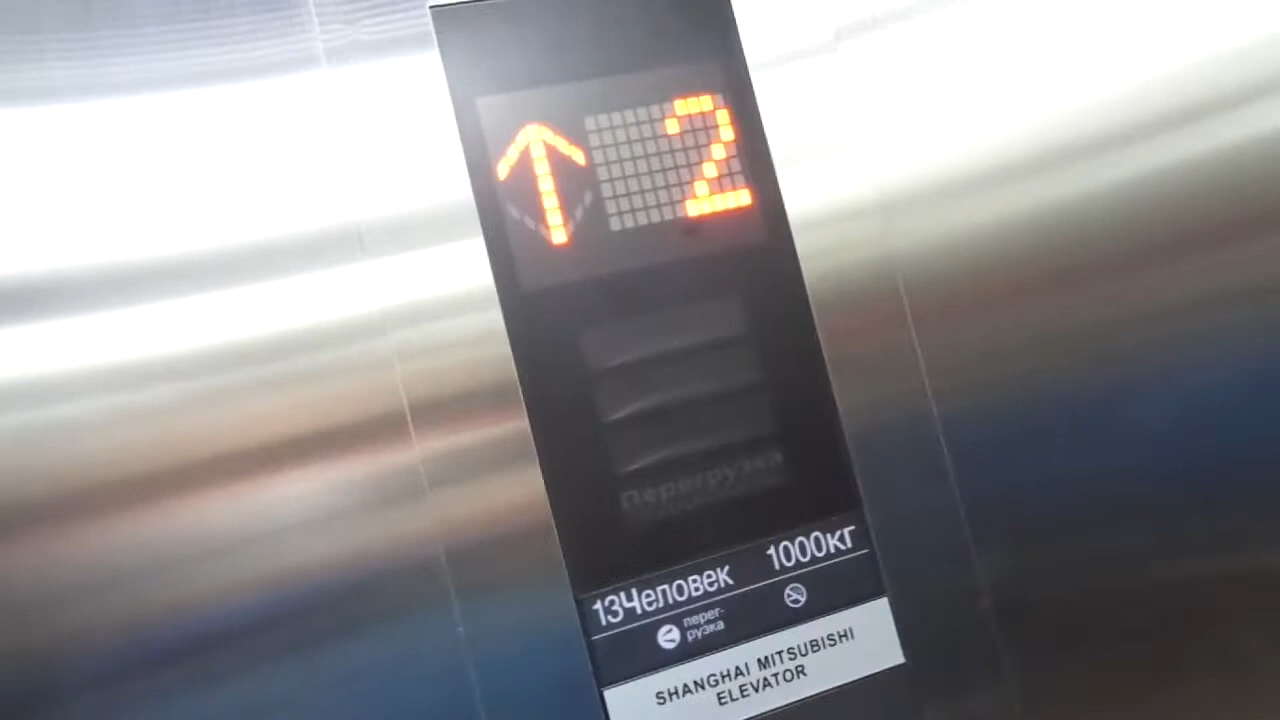 2
Перегрузка
13Человек 1000кг
перег-
рузка
SHANGHAI MITSUBISHI
ELEVATOR